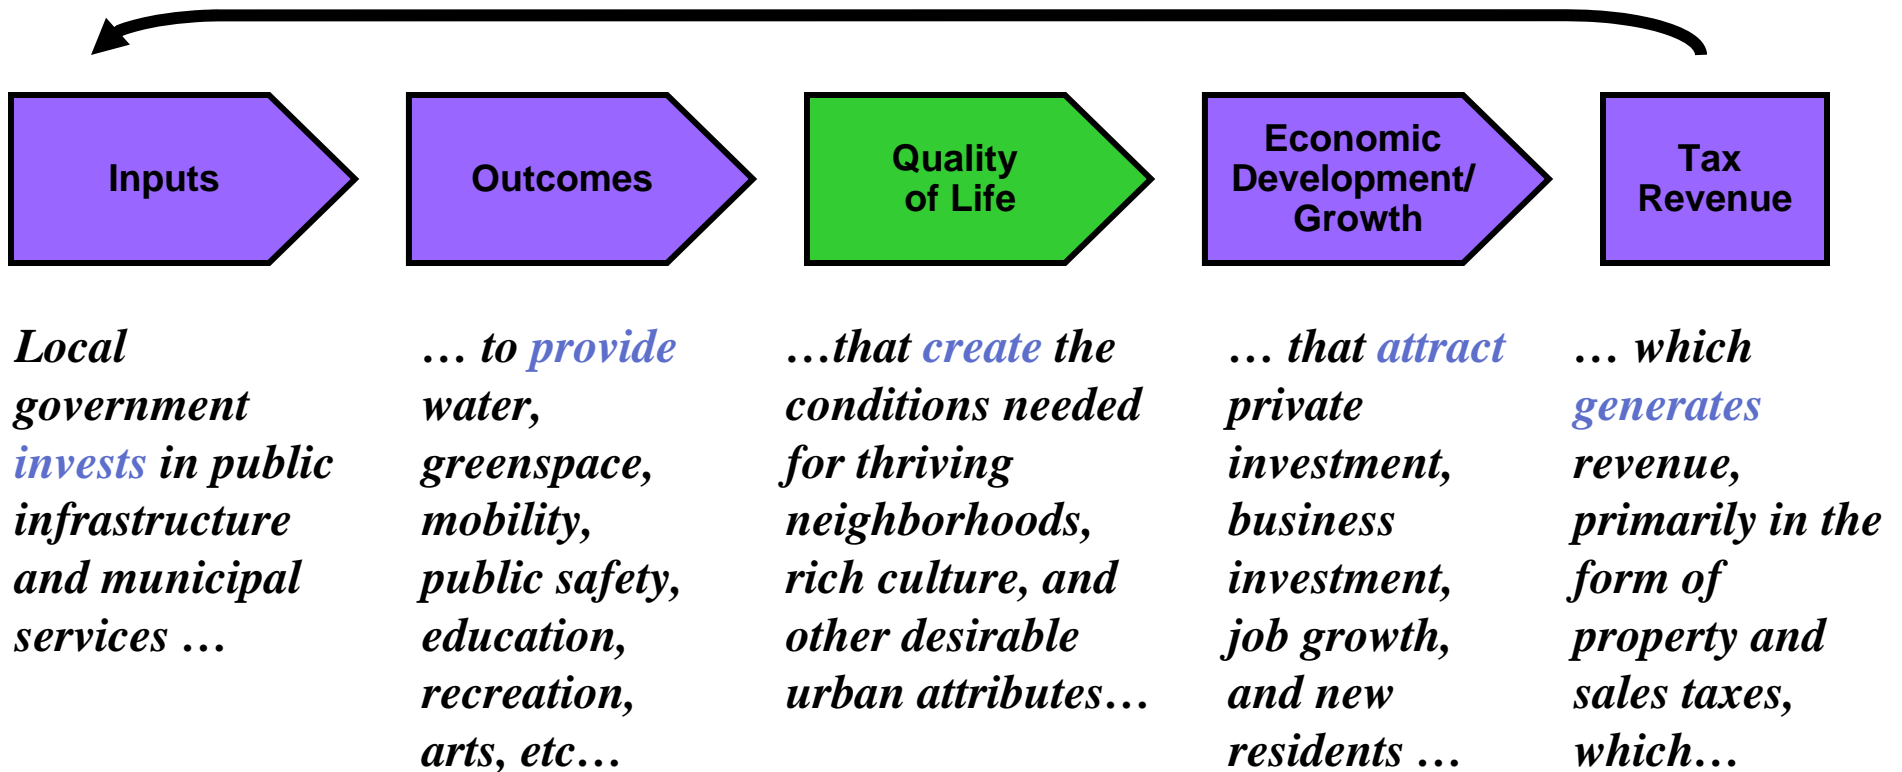 Inputs
Outcomes
Quality
of Life
Economic
Development/
Growth
Tax
Revenue
Local
government
invests in public
infrastructure
and municipal
services …
… to provide
water,
greenspace,
mobility,
public safety,
education,
recreation,
arts, etc…
…that create the
conditions needed
for thriving
neighborhoods,
rich culture, and
other desirable
urban attributes…
… that attract
private
investment,
business
investment,
job growth,
and new
residents …
… which
generates
revenue,
primarily in the
form of
property and
sales taxes,
which…